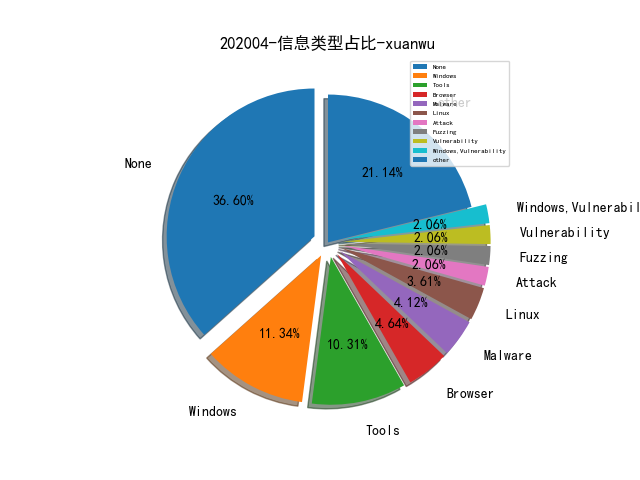 202004-信息类型占比-xuanwu
None
Windows
Tools
Browser
Malware
Linux
Attack
Fuzzing
Vulnerability
Windows,Vulnerability
other
other
None
36.60%
21.14%
Windows,Vulnerabil
2.06%
Vulnerability
2.06%
Fuzzing
2.06%
Attack
2.06%
Linux
3.61%
Malware
4.12%
Browser
4.64%
Tools
10.31%
Windows
11.34%